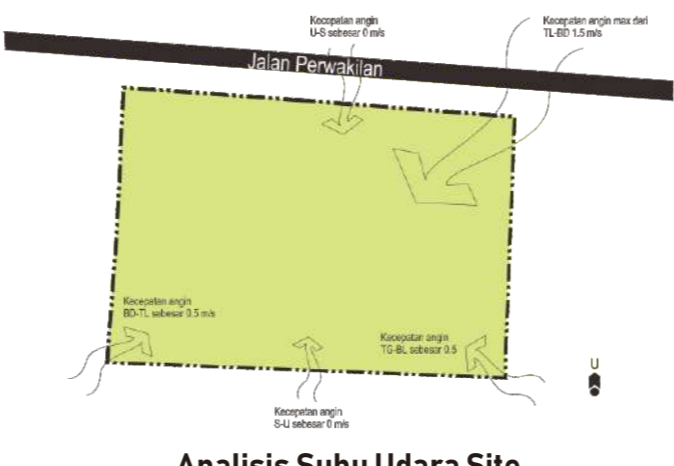 Kecepatan angin
U-S sebesar 0 m/s
Kecepatan angin max dari
TL-BD 1.5 m/s
Jalan Perwakilan
Kecepatan angin
BD-TL sebesar 0.5 m/s
Kecepatan angin
TG-BL sebesar 0.5
U
Kecepatan angin
S-U sebesar 0 m/s
Analisis Suhu Udara Site